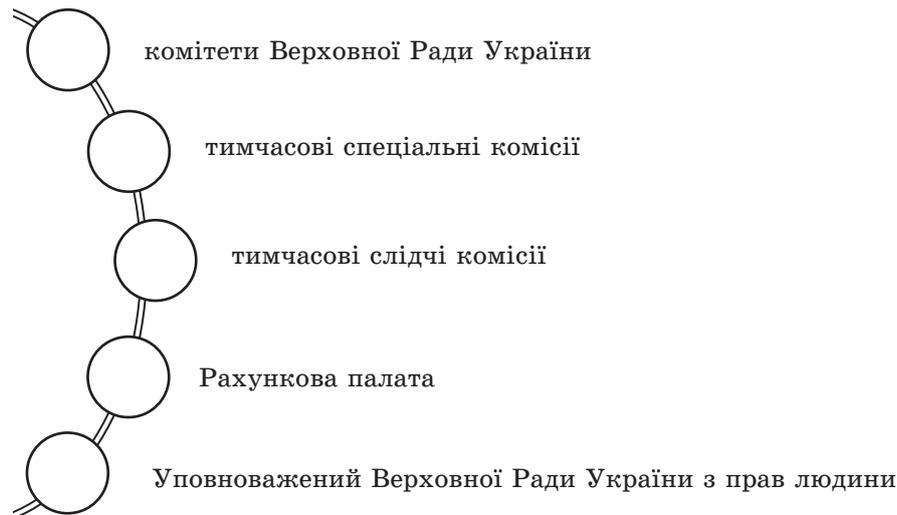 комітети Верховної Ради України
тимчасові спеціальні комісії
тимчасові слідчі комісії
Рахункова палата
Уповноважений Верховної Ради України з прав людини